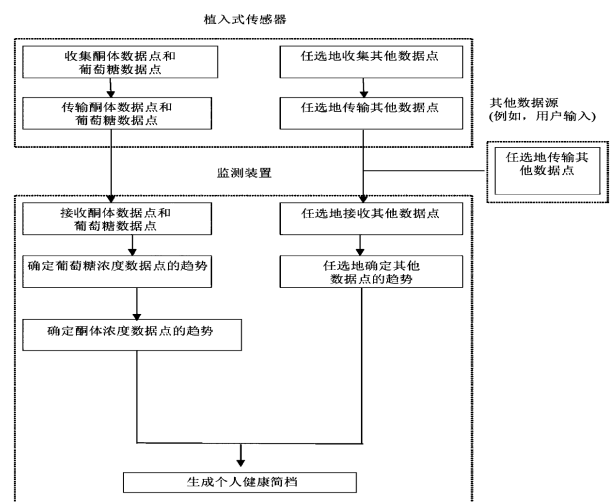 植入式传感器
收集酮体数据点和
葡萄糖数据点
任选地收集其他数据点
传输酮体数据点和
葡萄糖数据点
任选地传输其他数据点
其他数据源
(例如，用户输入)
任选地传输其
他数据点
监测装置
接收酮体数据点和
葡萄糖数据点
任选地接收其他数据点
确定葡萄糖浓度数据点的趋势
任选地确定其他
数据点的趋势
确定酮体浓度数据点的趋势
生成个人健康简档